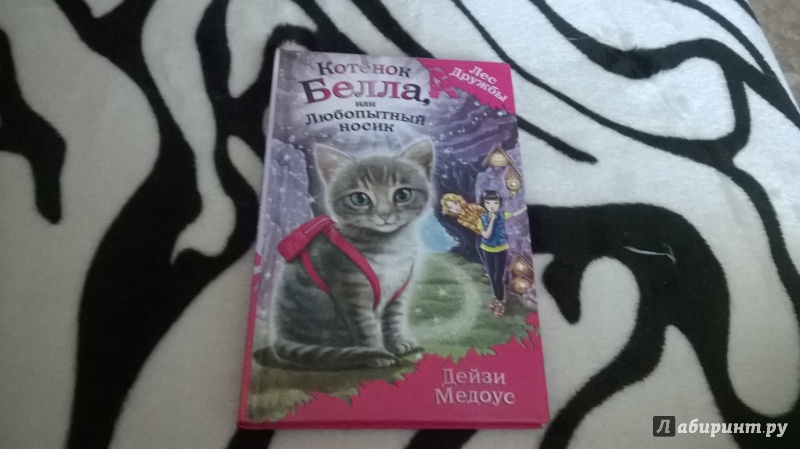 Котёнок
Белла,
или
Любопытный
носик
Лес
Дружбы
Дейзи
Медоус
Лабиринт.ру